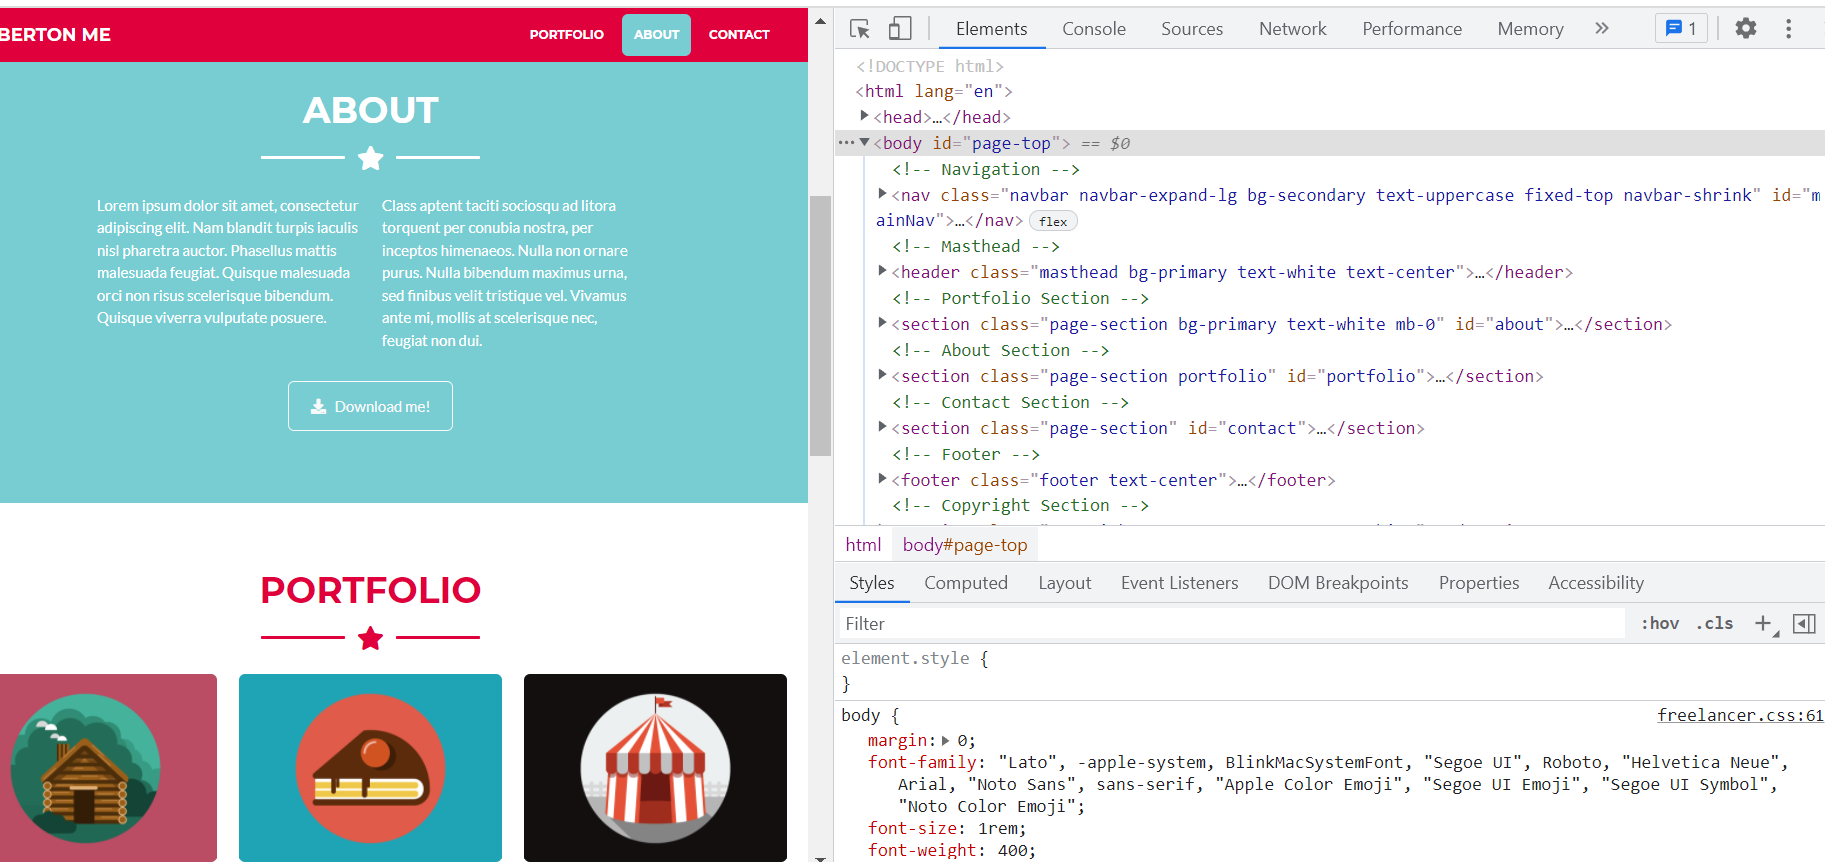 BERTON ME
PORTFOLIO
ABOUT
CONTACT
ABOUT
Lorem ipsum dolor sit amet, consectetur
adipiscing elit. Nam blandit turpis iaculis
nisl pharetra auctor. Phasellus mattis
malesuada feugiat. Quisque malesuada
orci non risus scelerisque bibendum.
Quisque viverra vulputate posuere.
Class aptent taciti sociosqu ad litora
torquent per conubia nostra, per
inceptos himenaeos. Nulla non ornare
purus. Nulla bibendum maximus urna,
sed finibus velit tristique vel. Vivamus
ante mi, mollis at scelerisque nec,
feugiat non dui.
Download me!
PORTFOLIO
Elements Console Sources Network Performance Memory » 1
<!DOCTYPE html>
<html lang="en">
<head>…</head>
<body id="page-top"> == $0
<!-- Navigation -->
<nav class="navbar navbar-expand-lg bg-secondary text-uppercase fixed-top navbar-shrink" id="m
ainNav">…</nav> flex
<!-- Masthead -->
<header class="masthead bg-primary text-white text-center">…</header>
<!-- Portfolio Section -->
<section class="page-section bg-primary text-white mb-0" id="about">…</section>
<!-- About Section -->
<section class="page-section portfolio" id="portfolio">…</section>
<!-- Contact Section -->
<section class="page-section" id="contact">…</section>
<!-- Footer -->
<footer class="footer text-center">…</footer>
<!-- Copyright Section -->
html body#page-top
Styles Computed Layout Event Listeners DOM Breakpoints Properties Accessibility
Filter :hov .cls +
element.style {
}
body { freelancer.css:61
margin: 0;
font-family: "Lato", -apple-system, BlinkMacSystemFont, "Segoe UI", Roboto, "Helvetica Neue",
Arial, "Noto Sans", sans-serif, "Apple Color Emoji", "Segoe UI Emoji", "Segoe UI Symbol",
"Noto Color Emoji";
font-size: 1rem;
font-weight: 400;